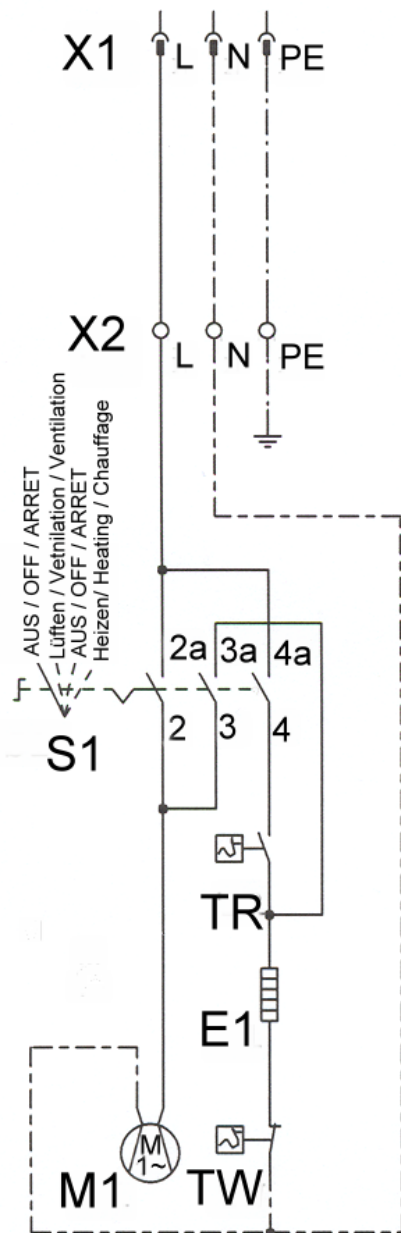 X1 L N PE
X2 L N PE
AUS / OFF / ARRET
Lüften / Vetnilation / Ventilation
AUS / OFF / ARRET
Heizen/ Heating / Chauffage
2a 3a 4a
S1 2 3 4
TR
E1
M1 M 1~ TW